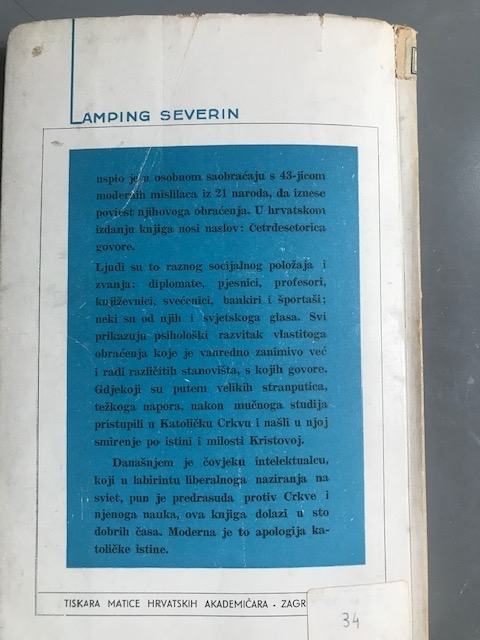 LAMPING SEVERIN
uspio je u osobnom saobraćaju s 43-jicom
modernih mislilaca iz 21 naroda, da iznese
poviest njihovoga obraćenja. U hrvatskom
izdanju knjiga nosi naslov: Četrdesetorica
govore.
Ljudi su to raznog socijalnog položaja i
zvanja: diplomate, pjesnici, profesori,
književnici, svećenici, bankiri i športaši;
neki su od njih i svjetskoga glasa. Svi
prikazuju psihološki razvitak vlastitoga
obraćenja koje je vanredno zanimivo već
i radi različitih stanovišta, s kojih govore.
Gdjekoji su putem velikih stranputica,
težkoga napora, nakon mučnoga studija
pristupili u Katoličku Crkvu i našli u njoj
smirenje po istini i milosti Kristovoj.
Današnjem je čovjeku intelektualcu,
koji u labirintu liberalnoga naziranja na
sviet, pun je predrasuda protiv Crkve i
njenoga nauka, ova knjiga dolazi u sto
dobrih časa. Moderna je to apologija ka-
toličke istine.
TISKARA MATICE HRVATSKIH AKADEMIČARA - ZAGR
34